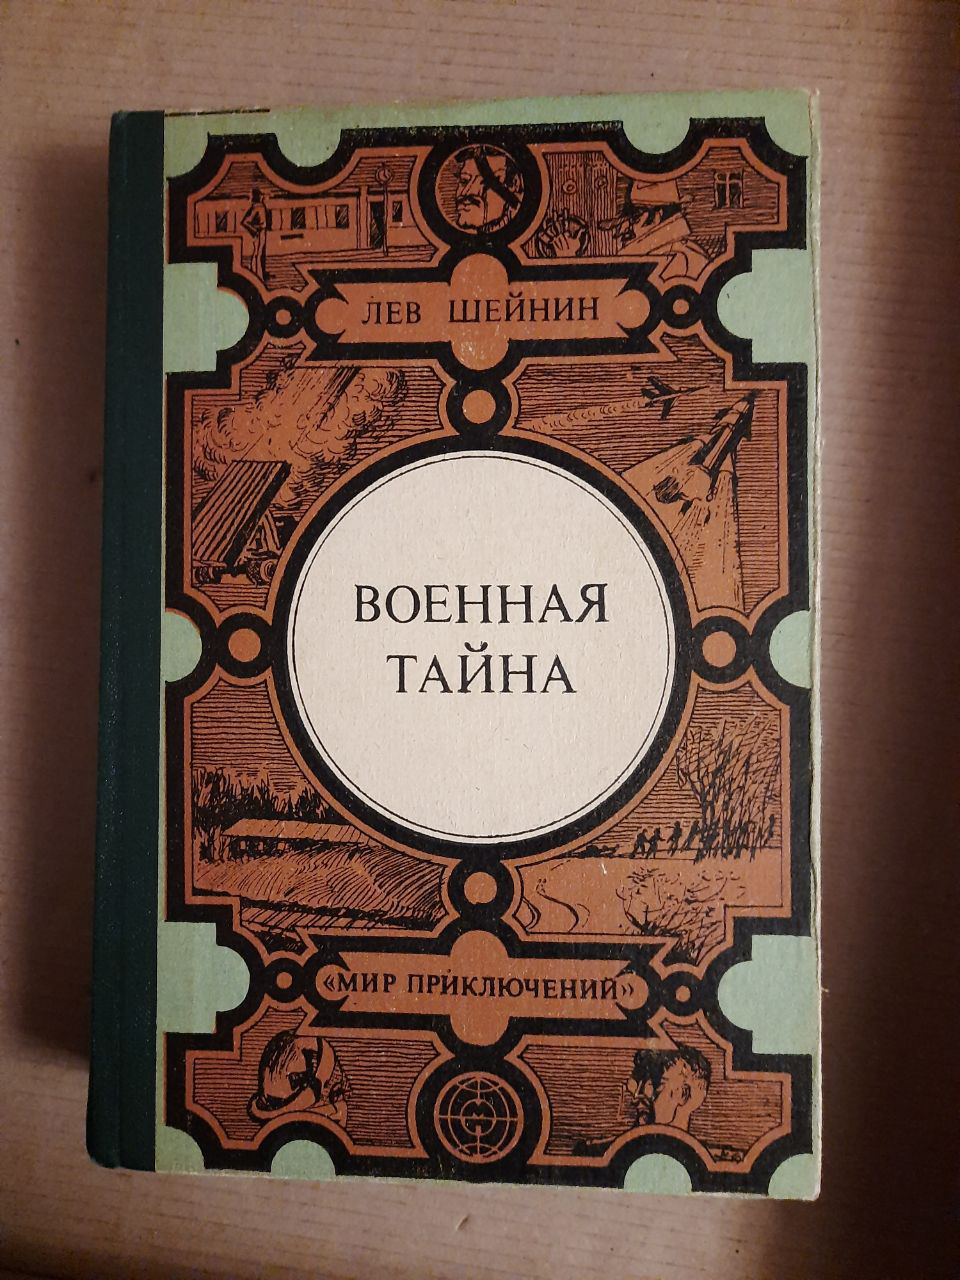 ЛЕВ ШЕЙНИН
ВОЕННАЯ
ТАЙНА
«МИР ПРИКЛЮЧЕНИЙ»